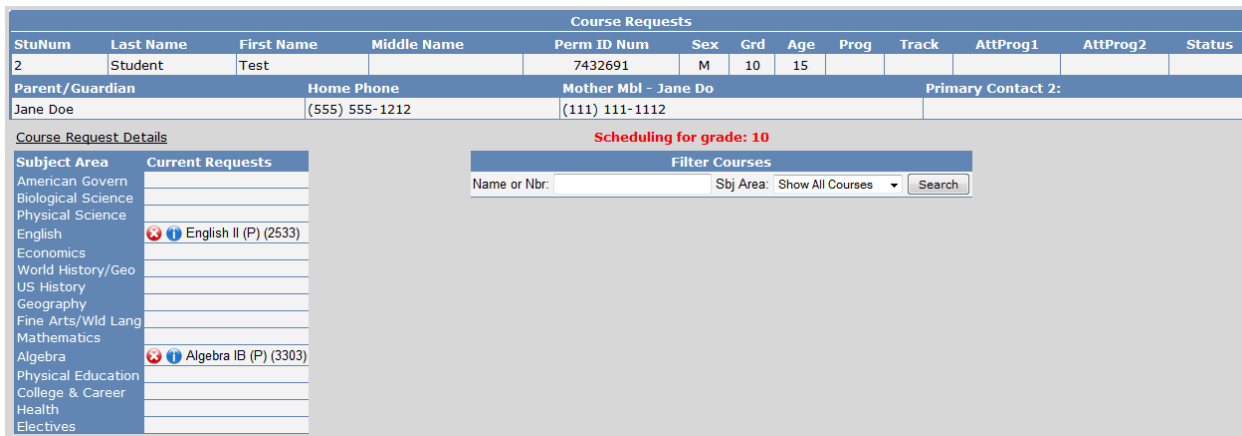 Course Requests
StuNum Last Name First Name Middle Name Perm ID Num Sex Grd Age Prog Track AttProg1 AttProg2 Status
2 Student Test 7432691 M 10 15
Parent/Guardian Home Phone Mother Mbl - Jane Do Primary Contact 2:
Jane Doe (555) 555-1212 (111) 111-1112
Course Request Details Scheduling for grade: 10
Subject Area Current Requests Filter Courses
American Govern Name or Nbr: Sbj Area: Show All Courses Search
Biological Science
Physical Science
English English II (P) (2533)
Economics
World History/Geo
US History
Geography
Fine Arts/Wld Lang
Mathematics
Algebra Algebra IB (P) (3303)
Physical Education
College & Career
Health
Electives